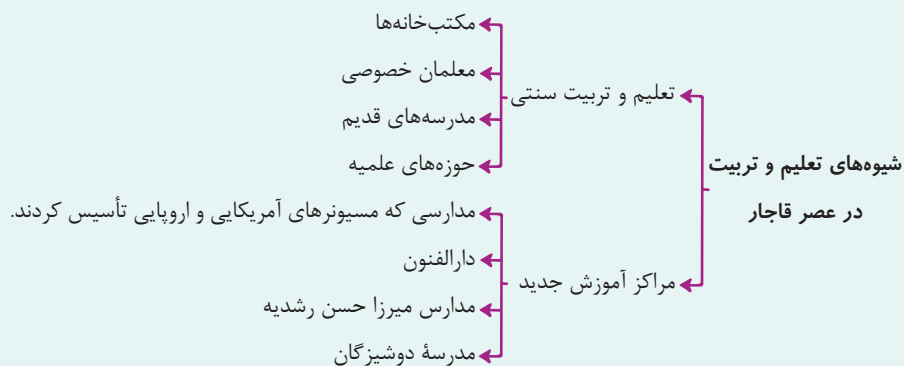 شیوه‌های تعلیم و تربیت
در عصر قاجار
تعلیم و تربیت سنتی
مکتب‌خانه‌ها
معلمان خصوصی
مدرسه‌های قدیم
حوزه‌های علمیه
مراکز آموزش جدید
مدارسی که مسیونرهای آمریکایی و اروپایی تأسیس کردند.
دارالفنون
مدارس میرزا حسن رشدیه
مدرسهٔ دوشیزگان